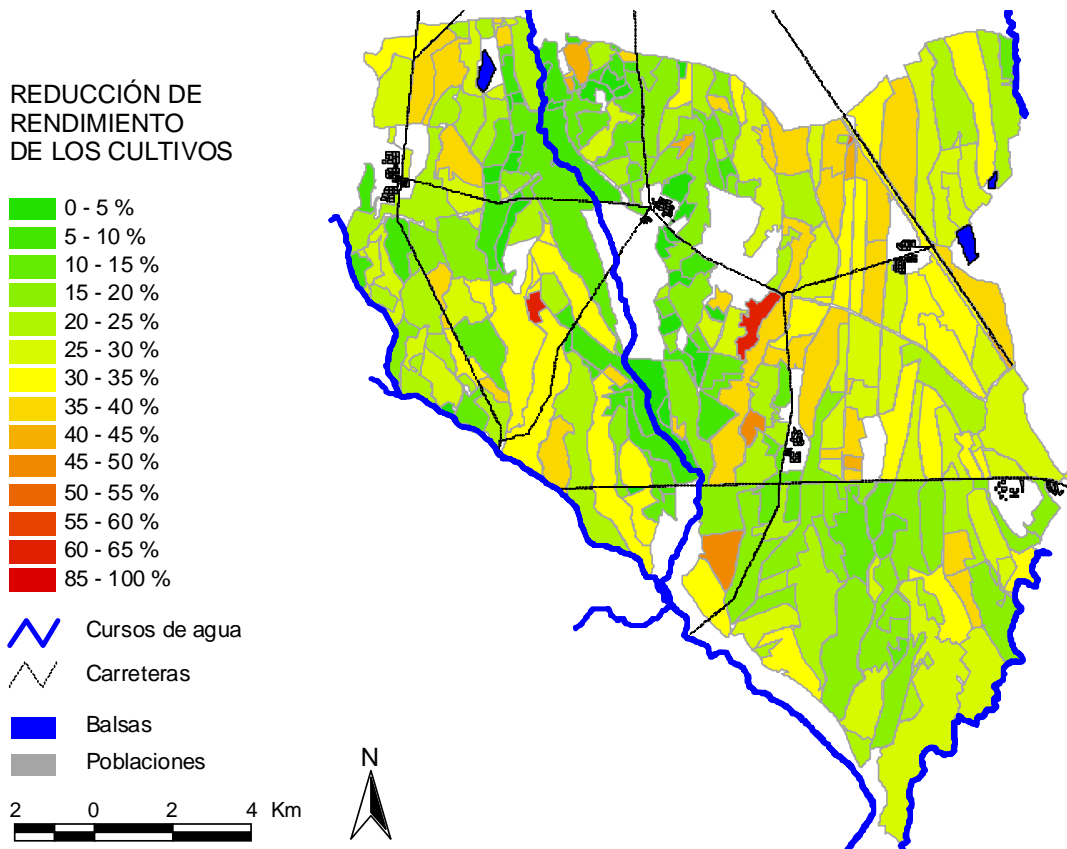 REDUCCIÓN DE
RENDIMIENTO
DE LOS CULTIVOS
0 - 5 %
5 - 10 %
10 - 15 %
15 - 20 %
20 - 25 %
25 - 30 %
30 - 35 %
35 - 40 %
40 - 45 %
45 - 50 %
50 - 55 %
55 - 60 %
60 - 65 %
85 - 100 %
Cursos de agua
Carreteras
Balsas
Poblaciones
N
2 0 2 4 Km